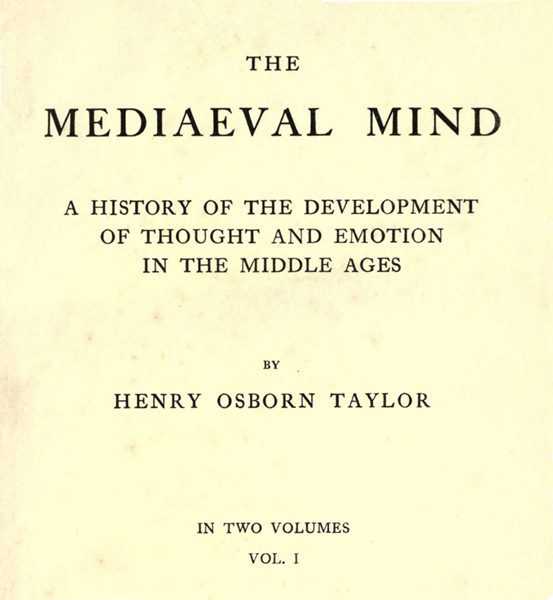 THE
MEDIAEVAL MIND
A HISTORY OF THE DEVELOPMENT
OF THOUGHT AND EMOTION
IN THE MIDDLE AGES
BY
HENRY OSBORN TAYLOR
IN TWO VOLUMES
VOL. I